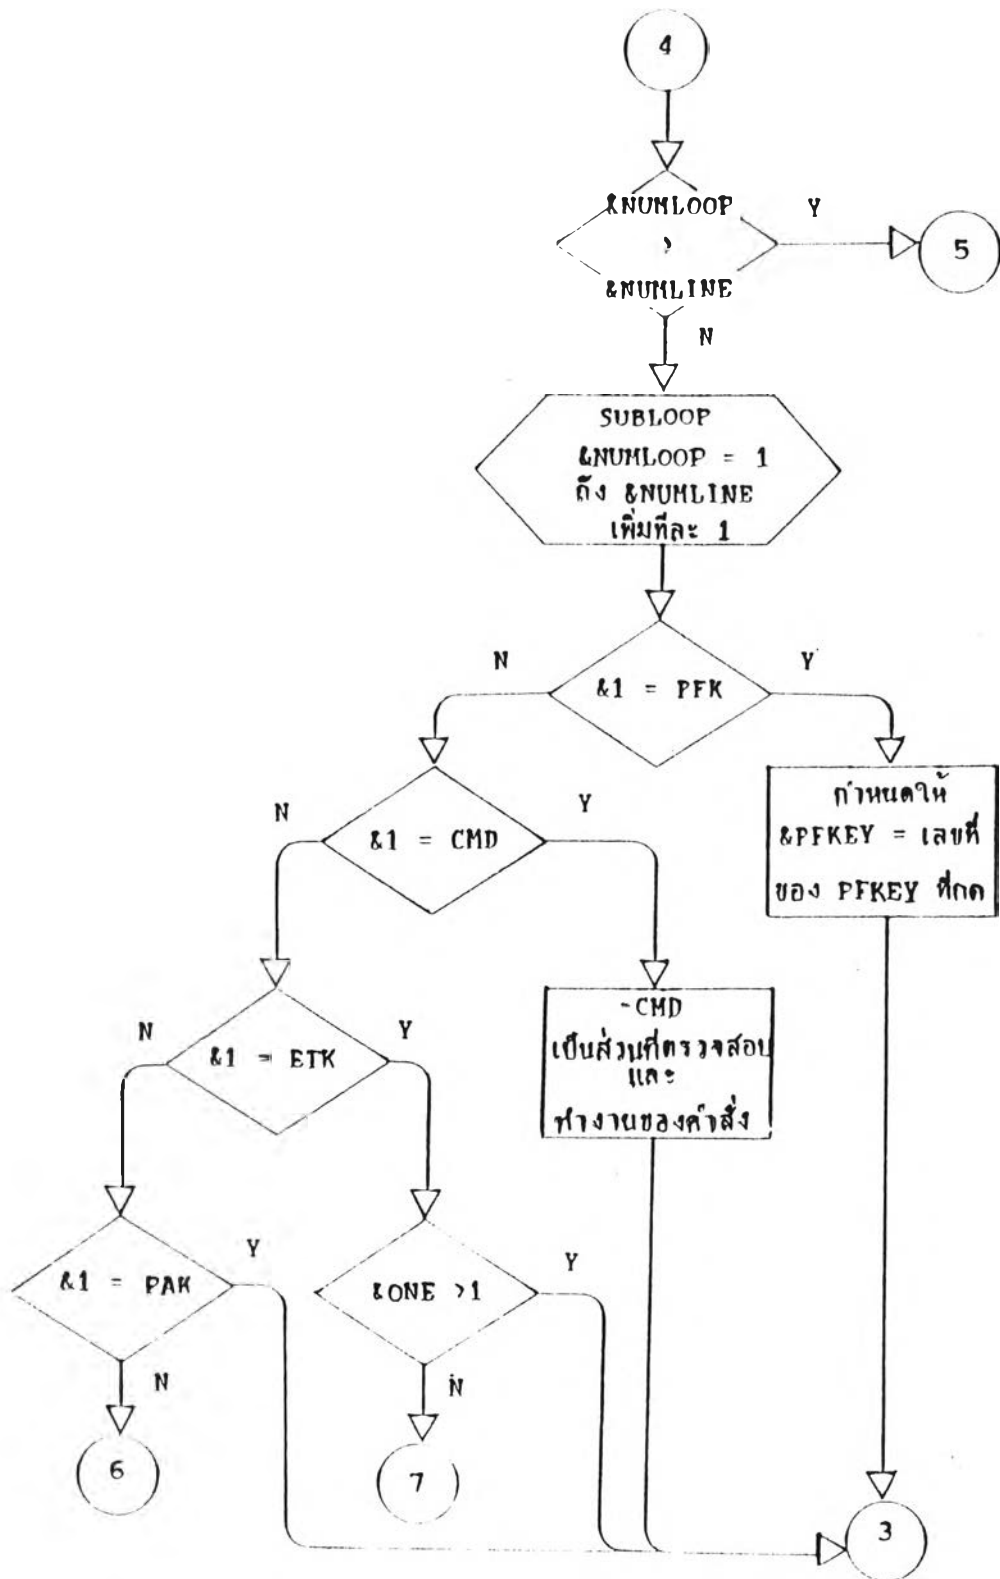 4
&NUMLOOP
>
&NUMLINE
Y
5
N
SUBLOOP
&NUMLOOP = 1
ถึง &NUMLINE
เพิ่มทีละ 1
N
&1 = PFK
Y
กำหนดให้
&PFKEY = เลขที่
ของ PFKEY ที่กด
N
&1 = CMD
Y
-CMD
เป็นส่วนที่ตรวจสอบ
และ
ทำงานของคำสั่ง
N
&1 = ETK
Y
&1 = PAK
Y
N
&ONE >1
Y
N
6
7
3